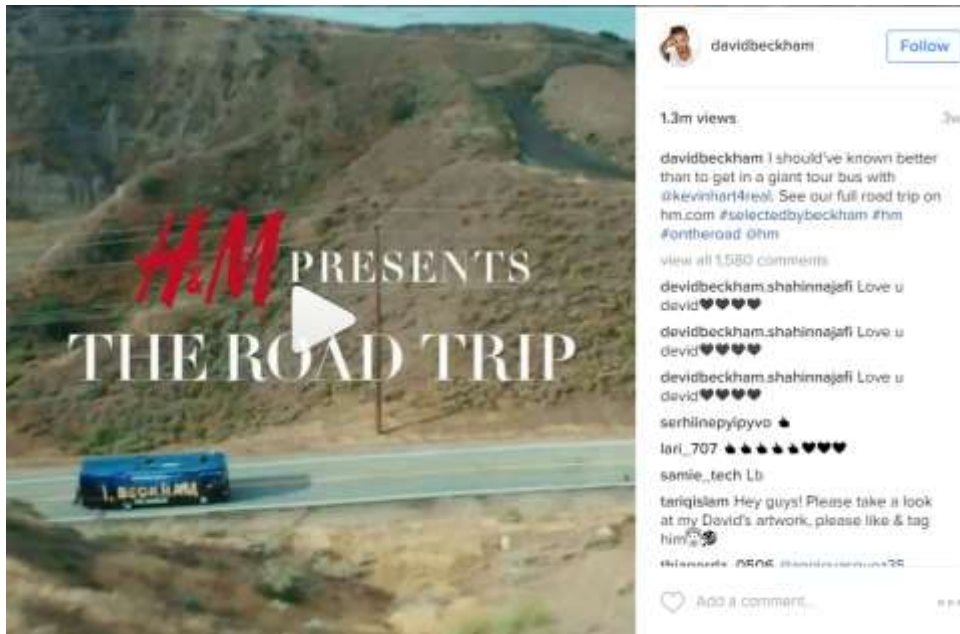 H&M PRESENTS
THE ROAD TRIP
I, BECKHAM
davidbeckham
Follow
1.3m views
3w
davidbeckham I should've known better
than to get in a giant tour bus with
@kevinhart4real. See our full road trip on
hm.com #selectedbybeckham #hm
#ontheroad @hm
view all 1,580 comments
devidbeckham.shahinnajafi Love u
devid🖤🖤🖤🖤
devidbeckham.shahinnajafi Love u
devid🖤🖤🖤🖤
devidbeckham.shahinnajafi Love u
devid🖤🖤🖤🖤
serhiinepyipyvo
lari_707
samie_tech Lb
tariqislam Hey guys! Please take a look
at my David's artwork, please like & tag
him
Add a comment...